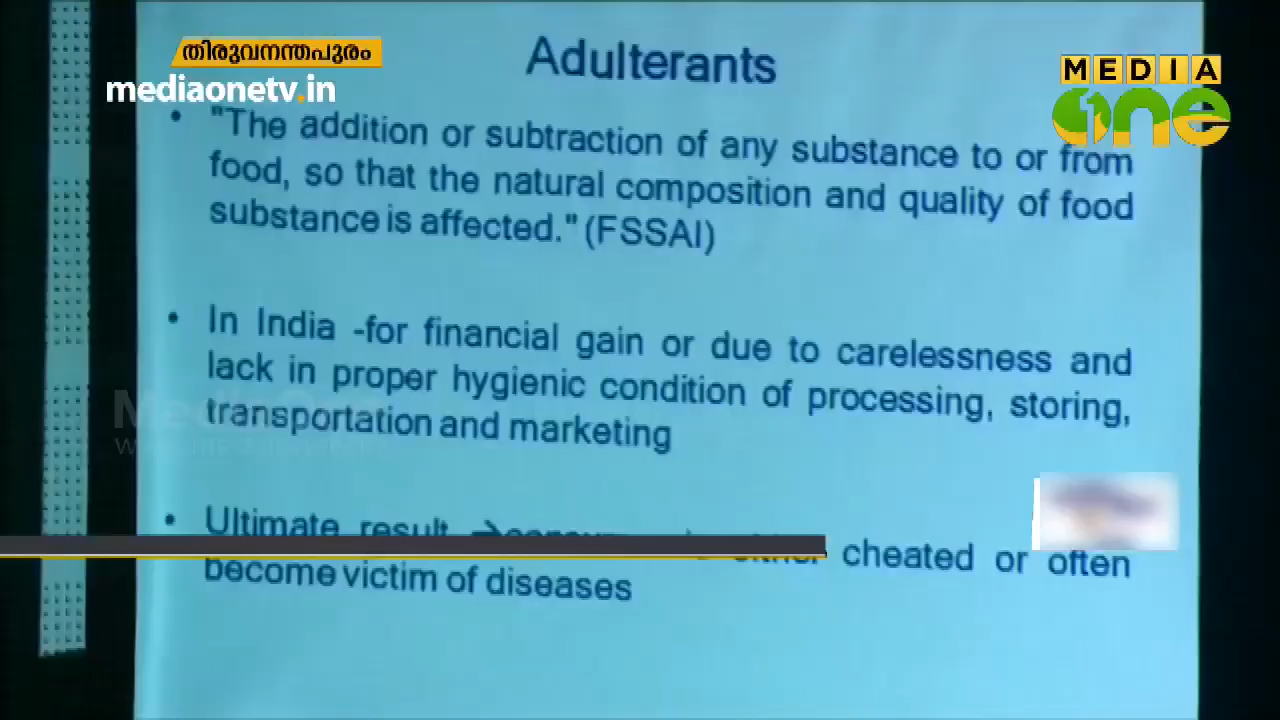 തിരുവനന്തപുരം
mediaonetv.in
MEDIA
one
Adulterants
• "The addition or subtraction of any substance to or from
food, so that the natural composition and quality of food
substance is affected." (FSSAI)
• In India -for financial gain or due to carelessness and
lack in proper hygienic condition of processing, storing,
transportation and marketing
• Ultimate result → either cheated or often
become victim of diseases